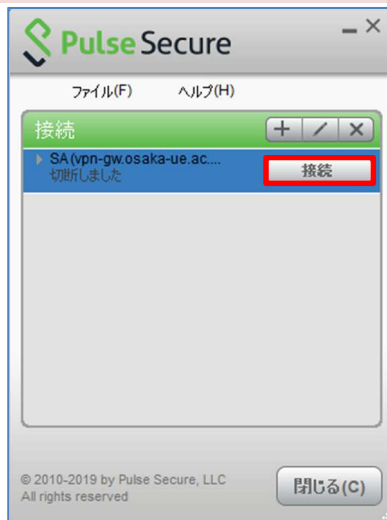 Pulse Secure
ファイル(F) ヘルプ(H)
接続
SA (vpn-gw.osaka-ue.ac....
接続
切断しました
© 2010-2019 by Pulse Secure, LLC
All rights reserved
閉じる(C)